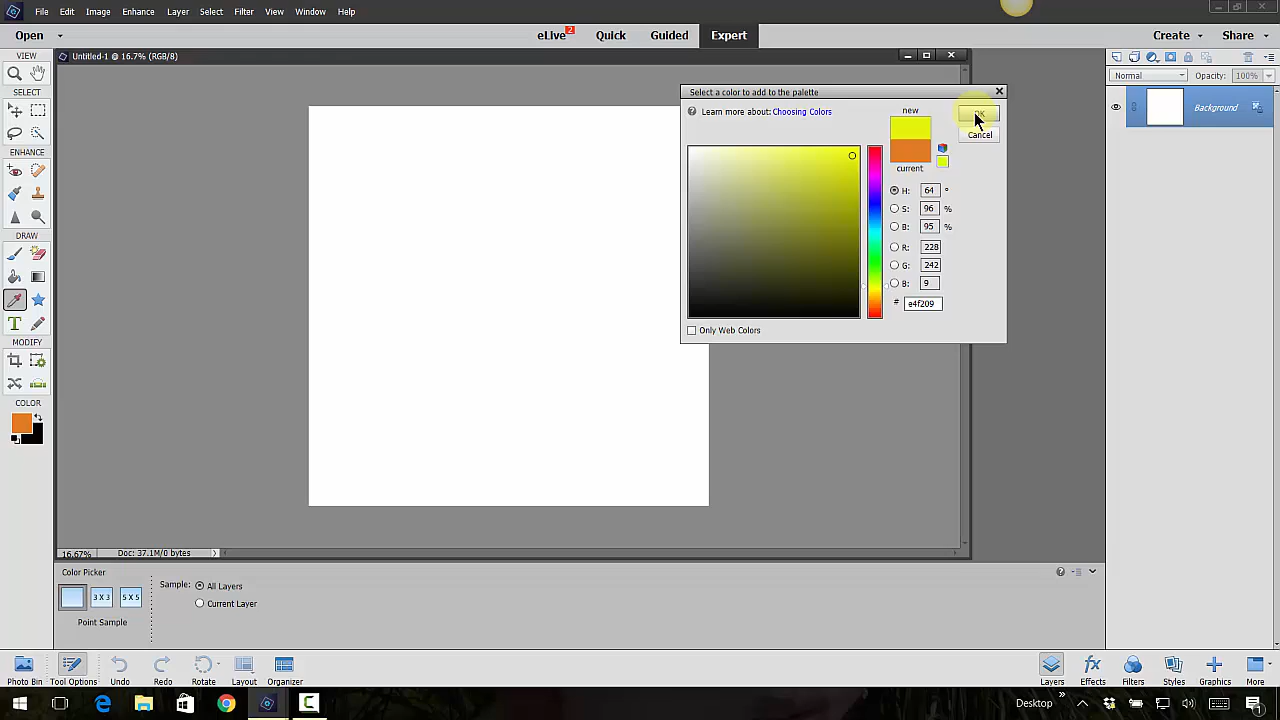 File Edit Image Enhance Layer Select Filter View Window Help
Open eLive 2 Quick Guided Expert Create Share
VIEW
SELECT
ENHANCE
DRAW
MODIFY
COLOR
Untitled-1 @ 16.7% (RGB/8)
Select a color to add to the palette
Learn more about: Choosing Colors
new
current
OK
Cancel
H: 64 °
S: 96 %
B: 95 %
R: 228
G: 242
B: 9
# e4f209
Only Web Colors
Normal Opacity: 100%
Background
16.67% Doc: 37.1M/0 bytes
Color Picker
3 X 3 5 X 5
Point Sample
Sample: All Layers
Current Layer
Photo Bin Tool Options Undo Redo Rotate Layout Organizer Layers Effects Filters Styles Graphics More
Desktop